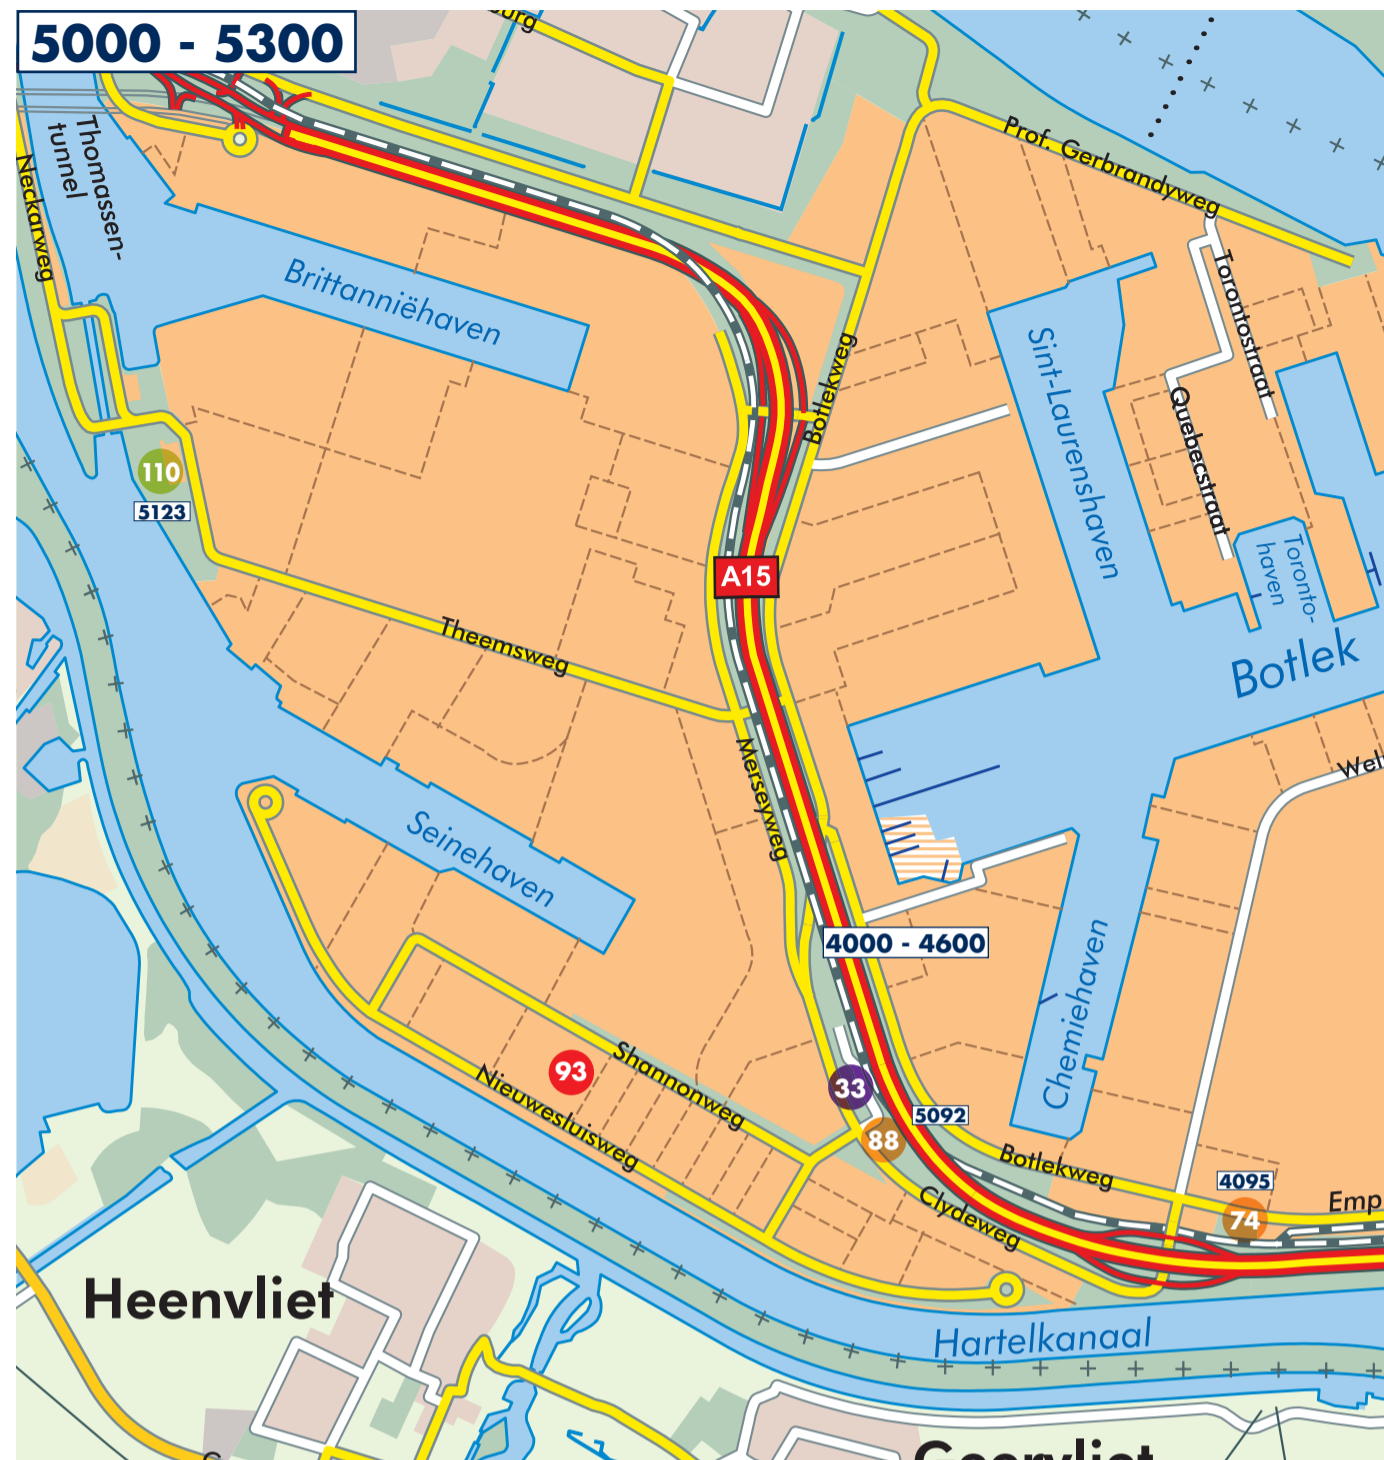 5000 - 5300
Thomassen-
tunnel
Neckarweg
Prof. Gerbrandyweg
Brittanniëhaven
Torontostraat
Sint-Laurenshaven
Botlekweg
Quebecstraat
110
5123
A15
Toronto-
haven
Theemsweg
Botlek
Merseyweg
Seinehaven
4000 - 4600
Chemiehaven
Shannonweg
93
33
Nieuwesluisweg
5092
88
Botlekweg
4095
74
Clydeweg
Emp
Heenvliet
Hartelkanaal
Geervliet